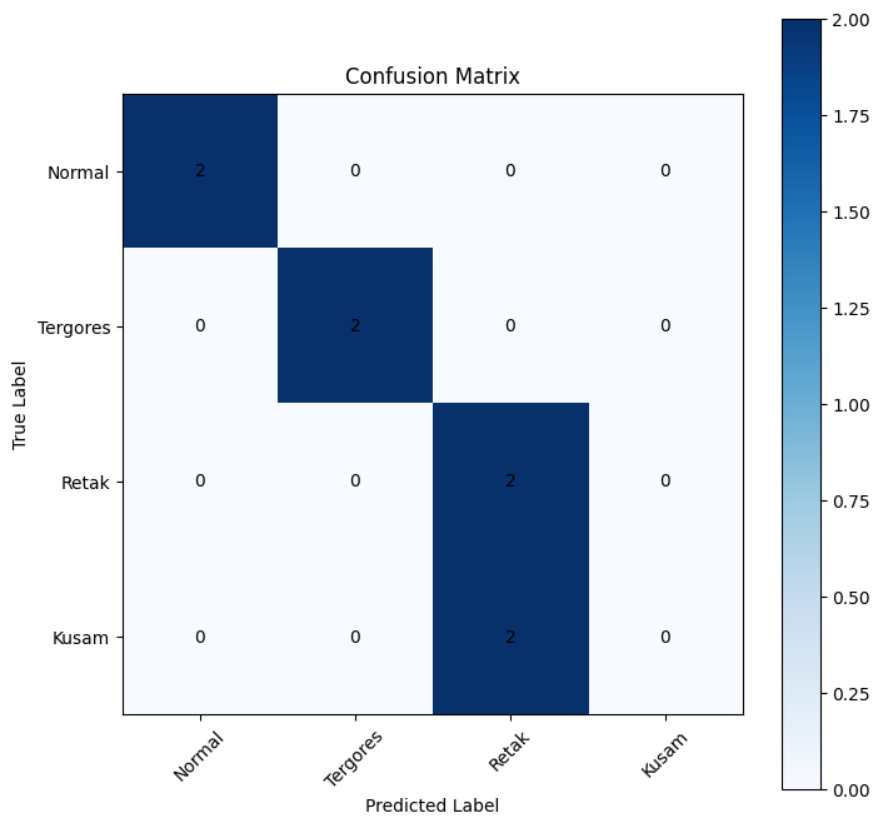 Confusion Matrix
True Label
Normal 2 0 0 0
Tergores 0 2 0 0
Retak 0 0 2 0
Kusam 0 0 2 0
Normal Tergores Retak Kusam
Predicted Label
2.00
1.75
1.50
1.25
1.00
0.75
0.50
0.25
0.00